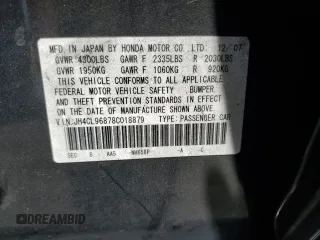 MFD. IN JAPAN BY HONDA MOTOR CO. LTD. 12/07
GVWR 4300LBS GAWR F 2335LBS R 2030LBS
GVWR 1950KG GAWR F 1060KG R 920KG
THIS VEHICLE CONFORMS TO ALL APPLICABLE
FEDERAL MOTOR VEHICLE SAFETY, BUMPER,
AND THEFT PREVENTION STANDARDS IN EFFECT
ON THE DATE OF MANUFACTURE SHOWN ABOVE.
V.I.N:JH4CL96878C018879 TYPE:PASSENGER CAR
NH658P -A -C
AUTOBIDMASTER